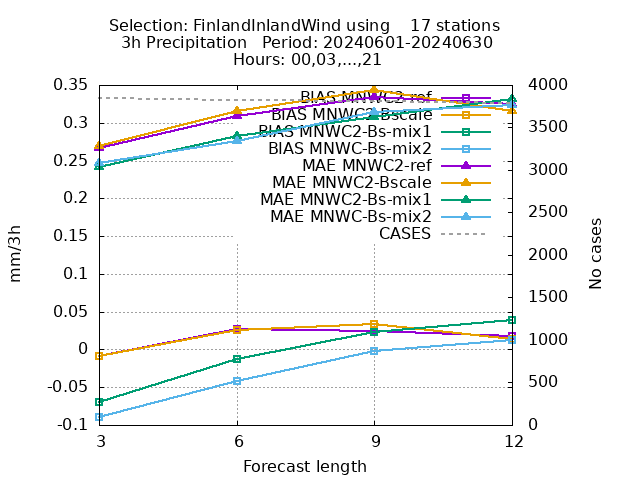 Selection: FinlandInlandWind using    17 stations
3h Precipitation   Period: 20240601-20240630
Hours: 00,03,...,21
0.35
0.3
0.25
0.2
0.15
0.1
0.05
0
-0.05
-0.1
4000
3500
3000
2500
2000
1500
1000
500
0
BIAS MNWC2-ref
BIAS MNWC2-Bscale
BIAS MNWC2-Bs-mix1
BIAS MNWC-Bs-mix2
MAE MNWC2-ref
MAE MNWC2-Bscale
MAE MNWC2-Bs-mix1
MAE MNWC-Bs-mix2
CASES
mm/3h
No cases
3 6 9 12
Forecast length